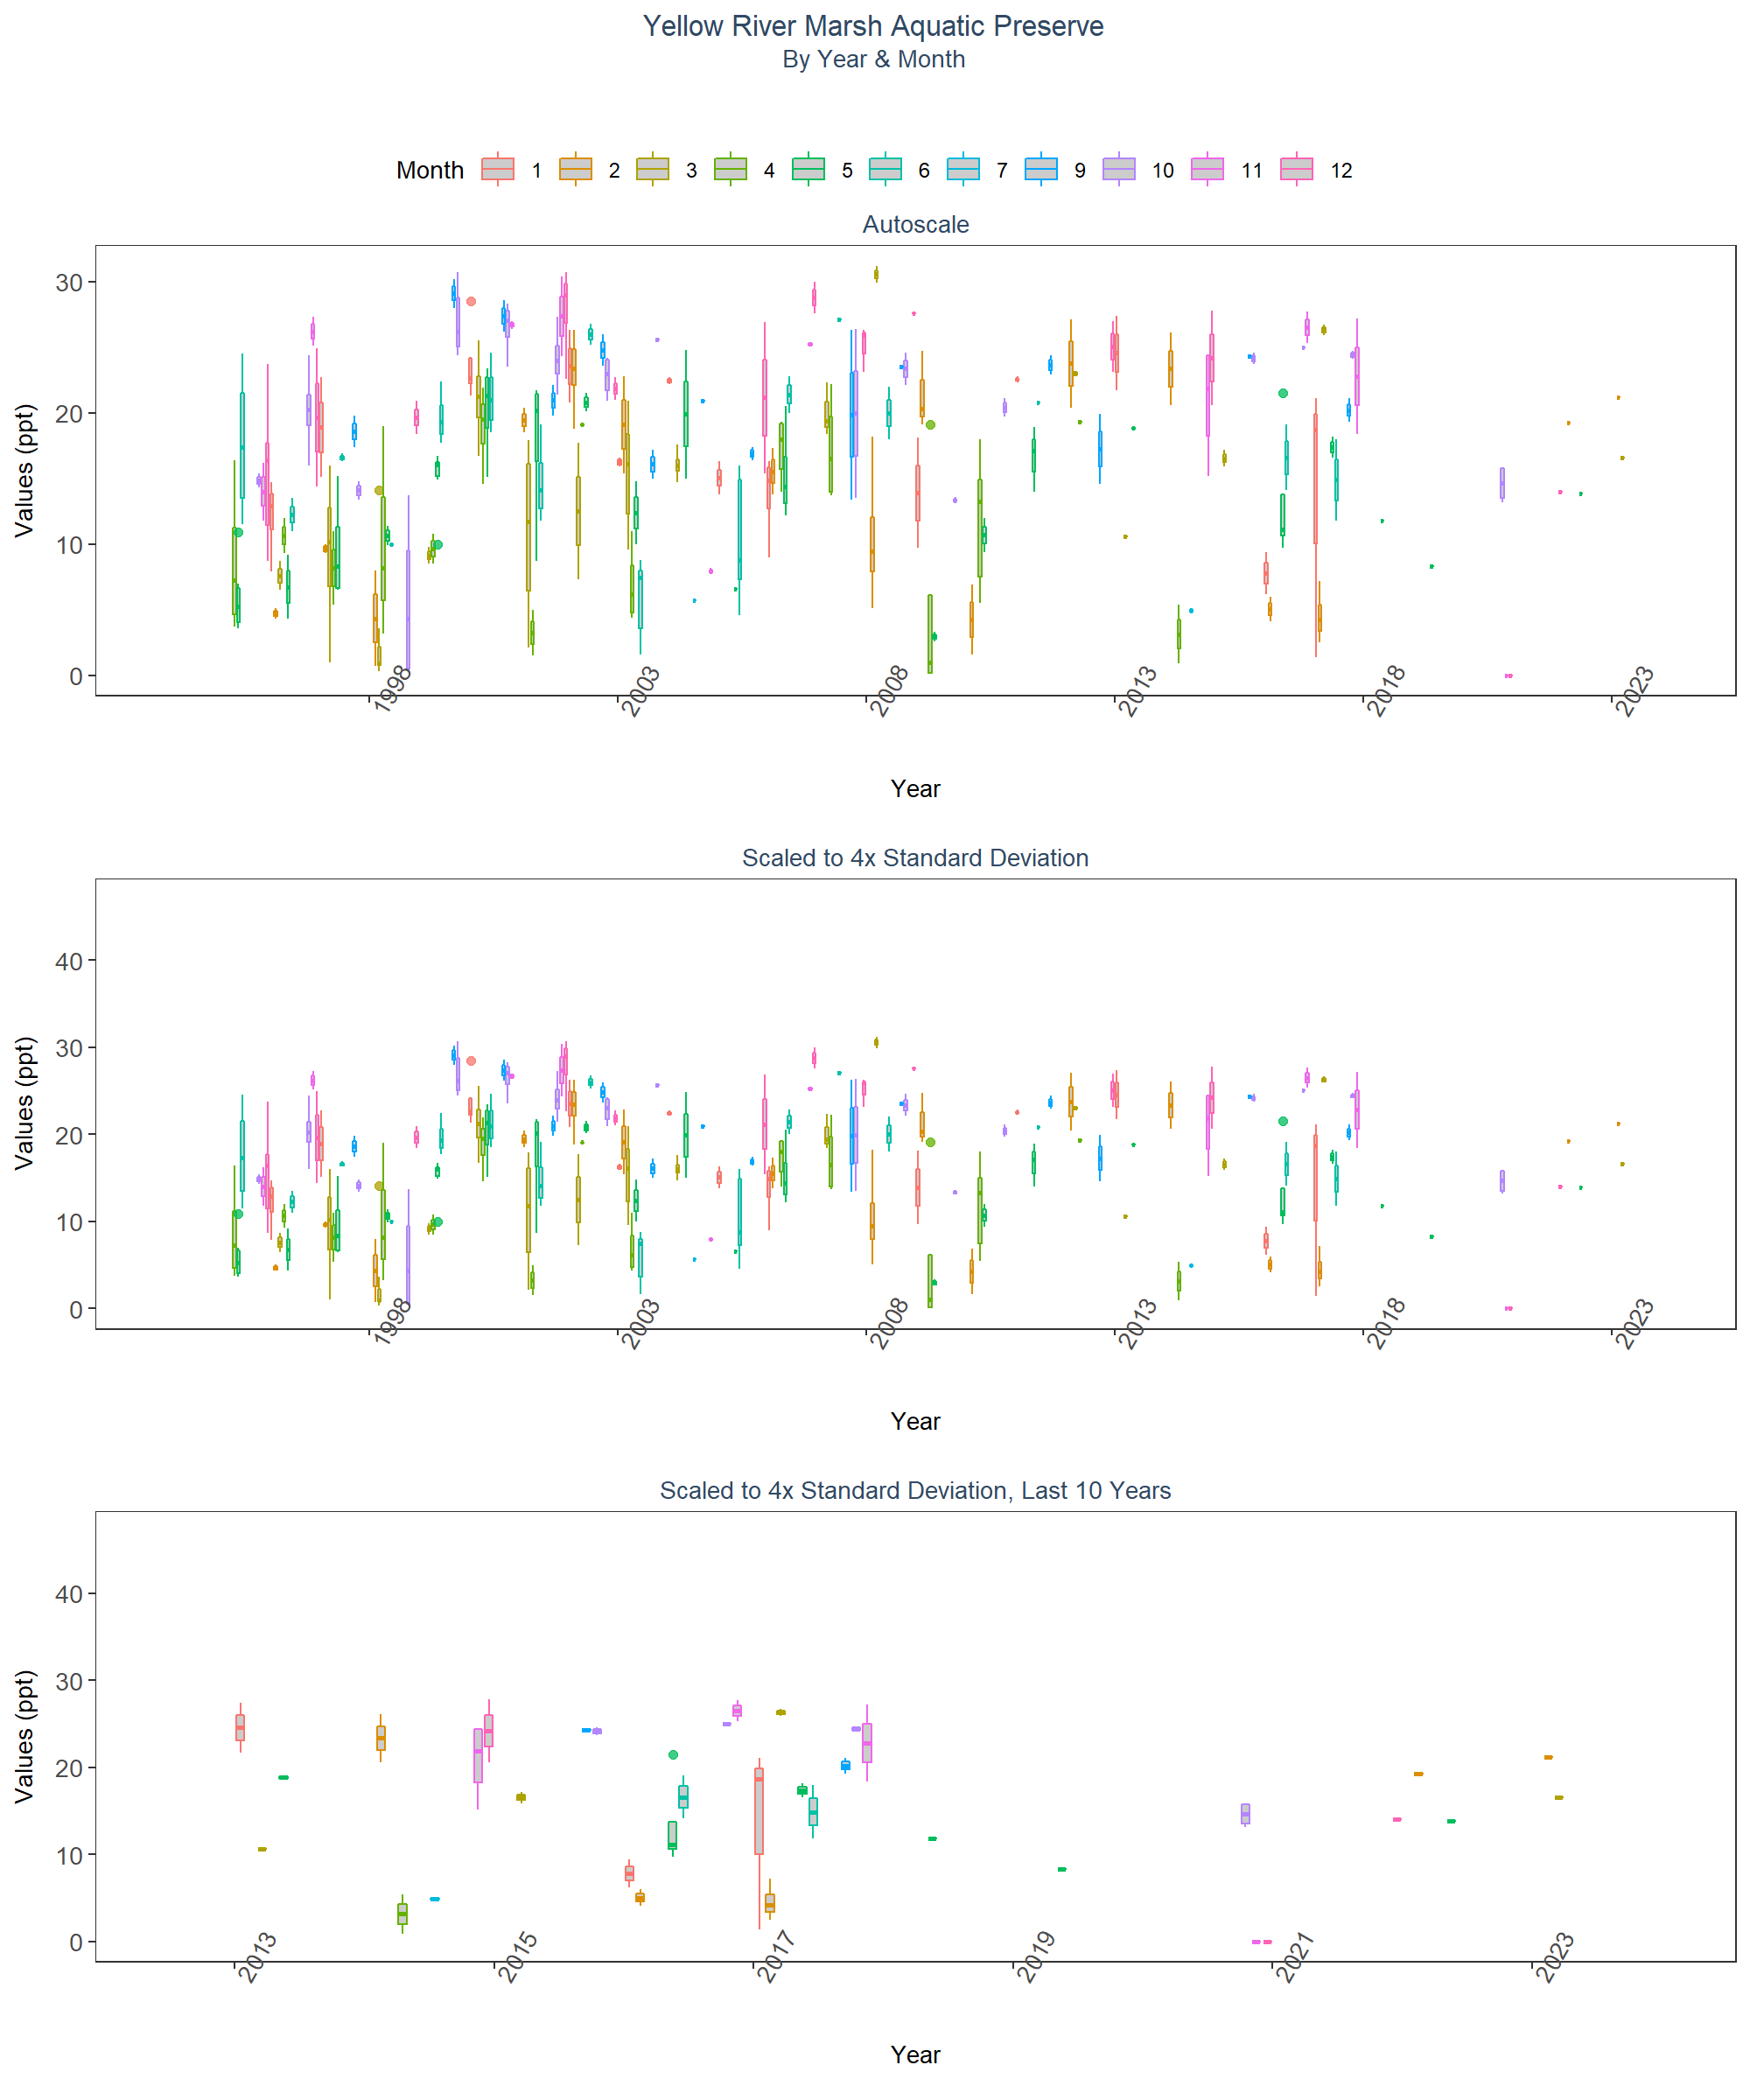 Yellow River Marsh Aquatic Preserve
By Year & Month
Month 1 2 3 4 5 6 7 9 10 11 12
Autoscale
Values (ppt)
30
20
10
0
1998 2003 2008 2013 2018 2023
Year
Scaled to 4x Standard Deviation
Values (ppt)
40
30
20
10
0
1998 2003 2008 2013 2018 2023
Year
Scaled to 4x Standard Deviation, Last 10 Years
Values (ppt)
40
30
20
10
0
2013 2015 2017 2019 2021 2023
Year